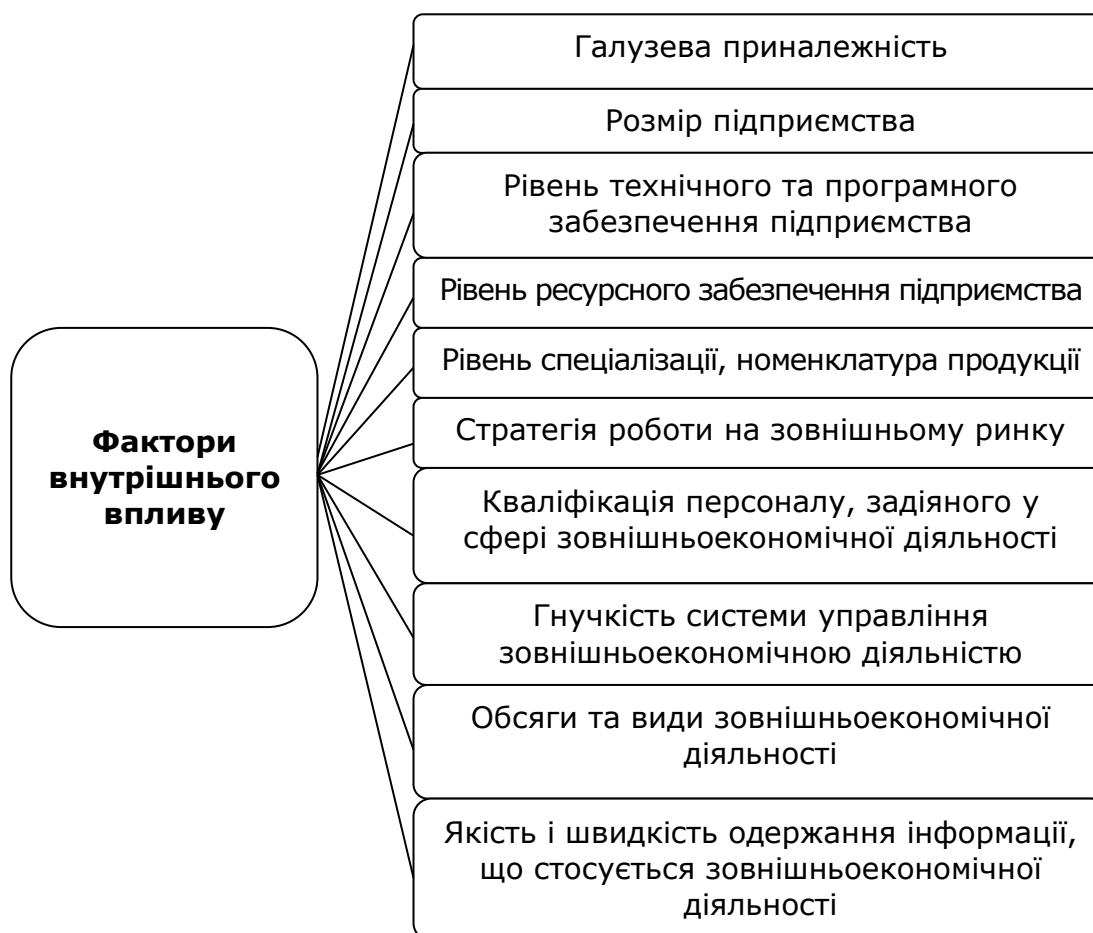 Галузева приналежність
Розмір підприємства
Рівень технічного та програмного
забезпечення підприємства
Рівень ресурсного забезпечення підприємства
Рівень спеціалізації, номенклатура продукції
Стратегія роботи на зовнішньому ринку
Фактори
внутрішнього
впливу
Кваліфікація персоналу, задіяного у
сфері зовнішньоекономічної діяльності
Гнучкість системи управління
зовнішньоекономічною діяльністю
Обсяги та види зовнішньоекономічної
діяльності
Якість і швидкість одержання інформації,
що стосується зовнішньоекономічної
діяльності